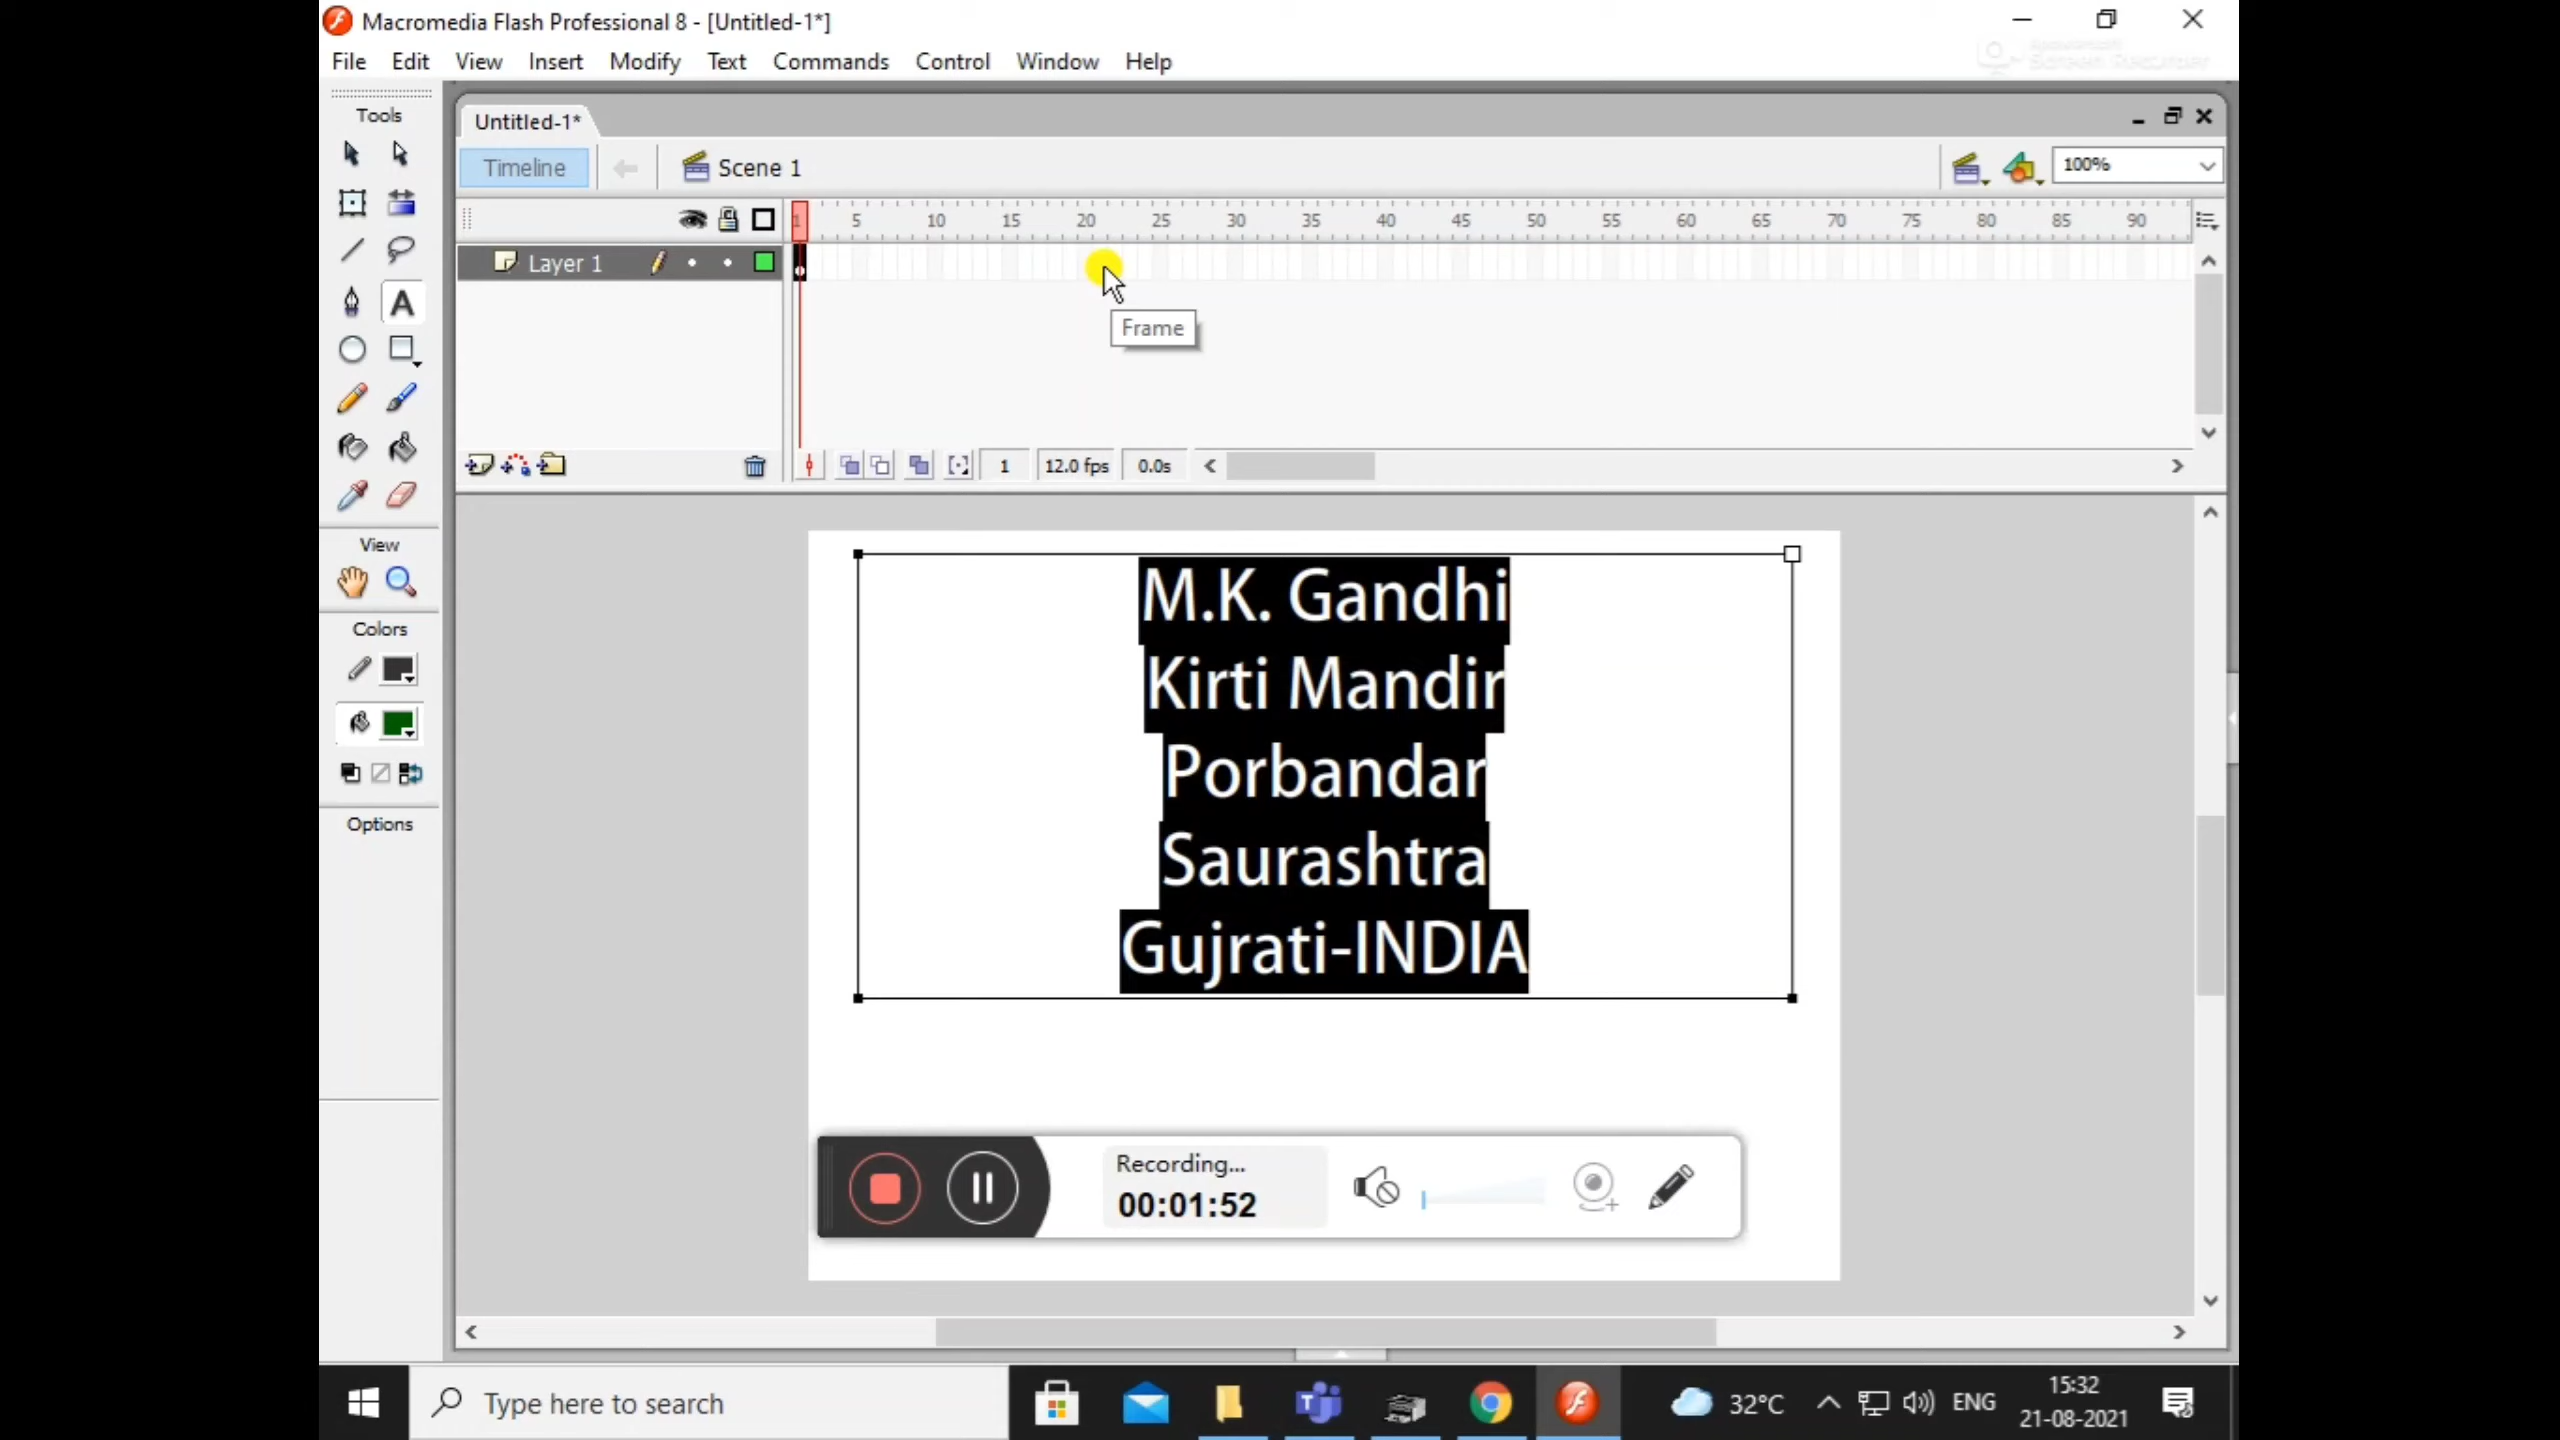 Macromedia Flash Professional 8 - [Untitled-1*]
File Edit View Insert Modify Text Commands Control Window Help
Screen Recorder
Tools
Untitled-1*
Timeline
Scene 1
100%
1 5 10 15 20 25 30 35 40 45 50 55 60 65 70 75 80 85 90
Layer 1
Frame
1 12.0 fps 0.0s
View
Colors
Options
M.K. Gandhi
Kirti Mandir
Porbandar
Saurashtra
Gujrati-INDIA
Recording...
00:01:52
Type here to search
32°C
ENG
15:32
21-08-2021